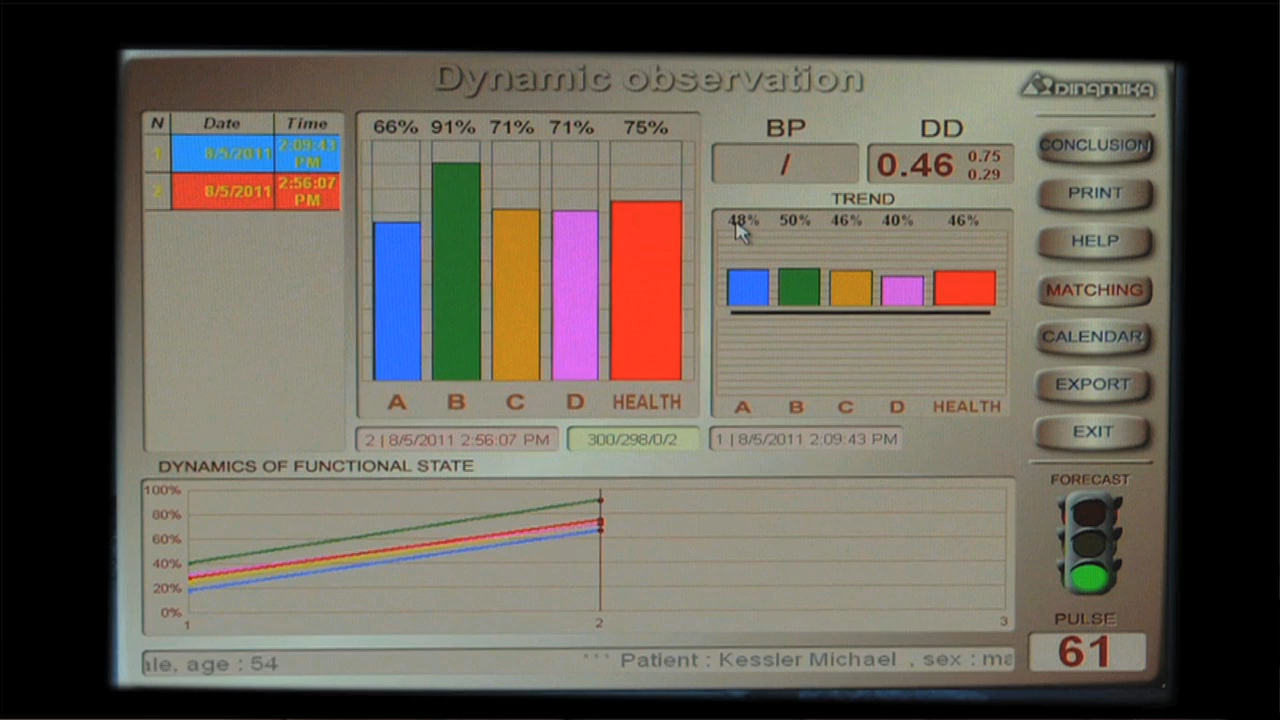 Dynamic observation
DINAMIKA
N Date Time
1 8/5/2011 2:09:43 PM
2 8/5/2011 2:56:07 PM
66% 91% 71% 71% 75%
A B C D HEALTH
2 | 8/5/2011 2:56:07 PM
300/298/0/2
1 | 8/5/2011 2:09:43 PM
BP DD
/ 0.46 0.75
0.29
TREND
48% 50% 46% 40% 46%
A B C D HEALTH
CONCLUSION
PRINT
HELP
MATCHING
CALENDAR
EXPORT
EXIT
DYNAMICS OF FUNCTIONAL STATE
100%
80%
60%
40%
20%
0%
1 2 3
FORECAST
PULSE
61
ale, age : 54 *** Patient : Kessler Michael , sex : ma